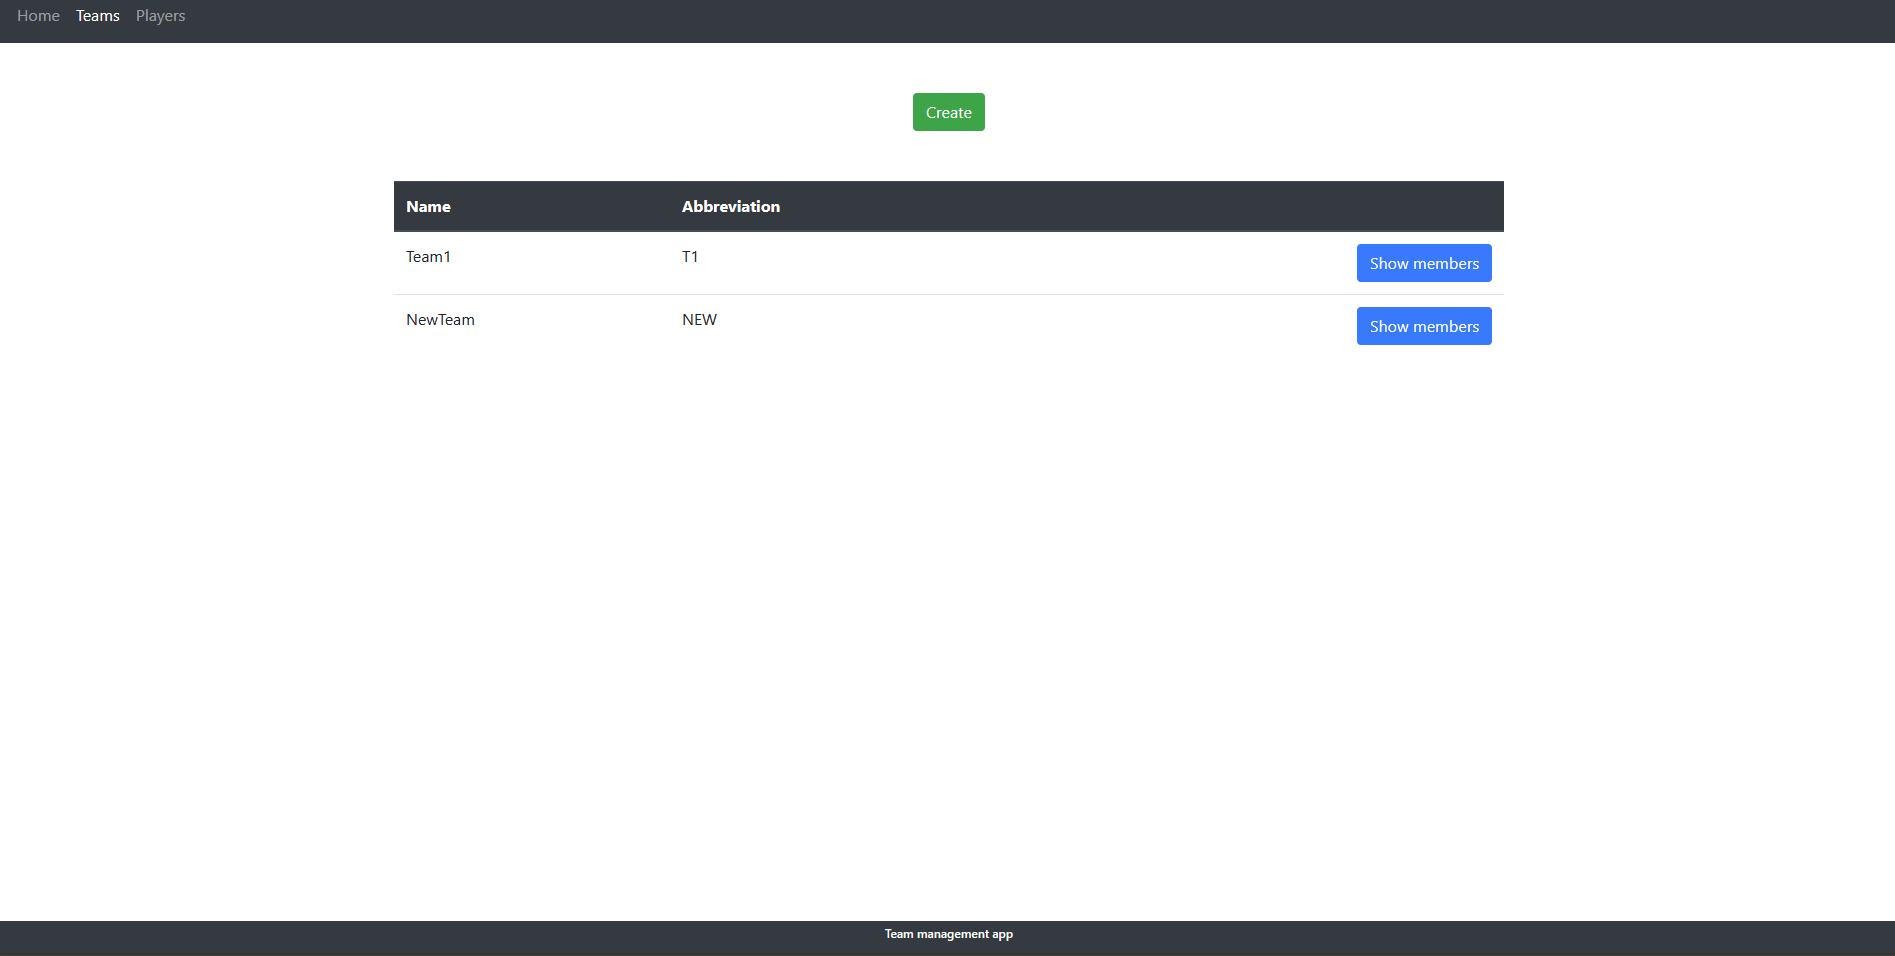 Home Teams Players
Create
Name Abbreviation
Team1 T1 Show members
NewTeam NEW Show members
Team management app